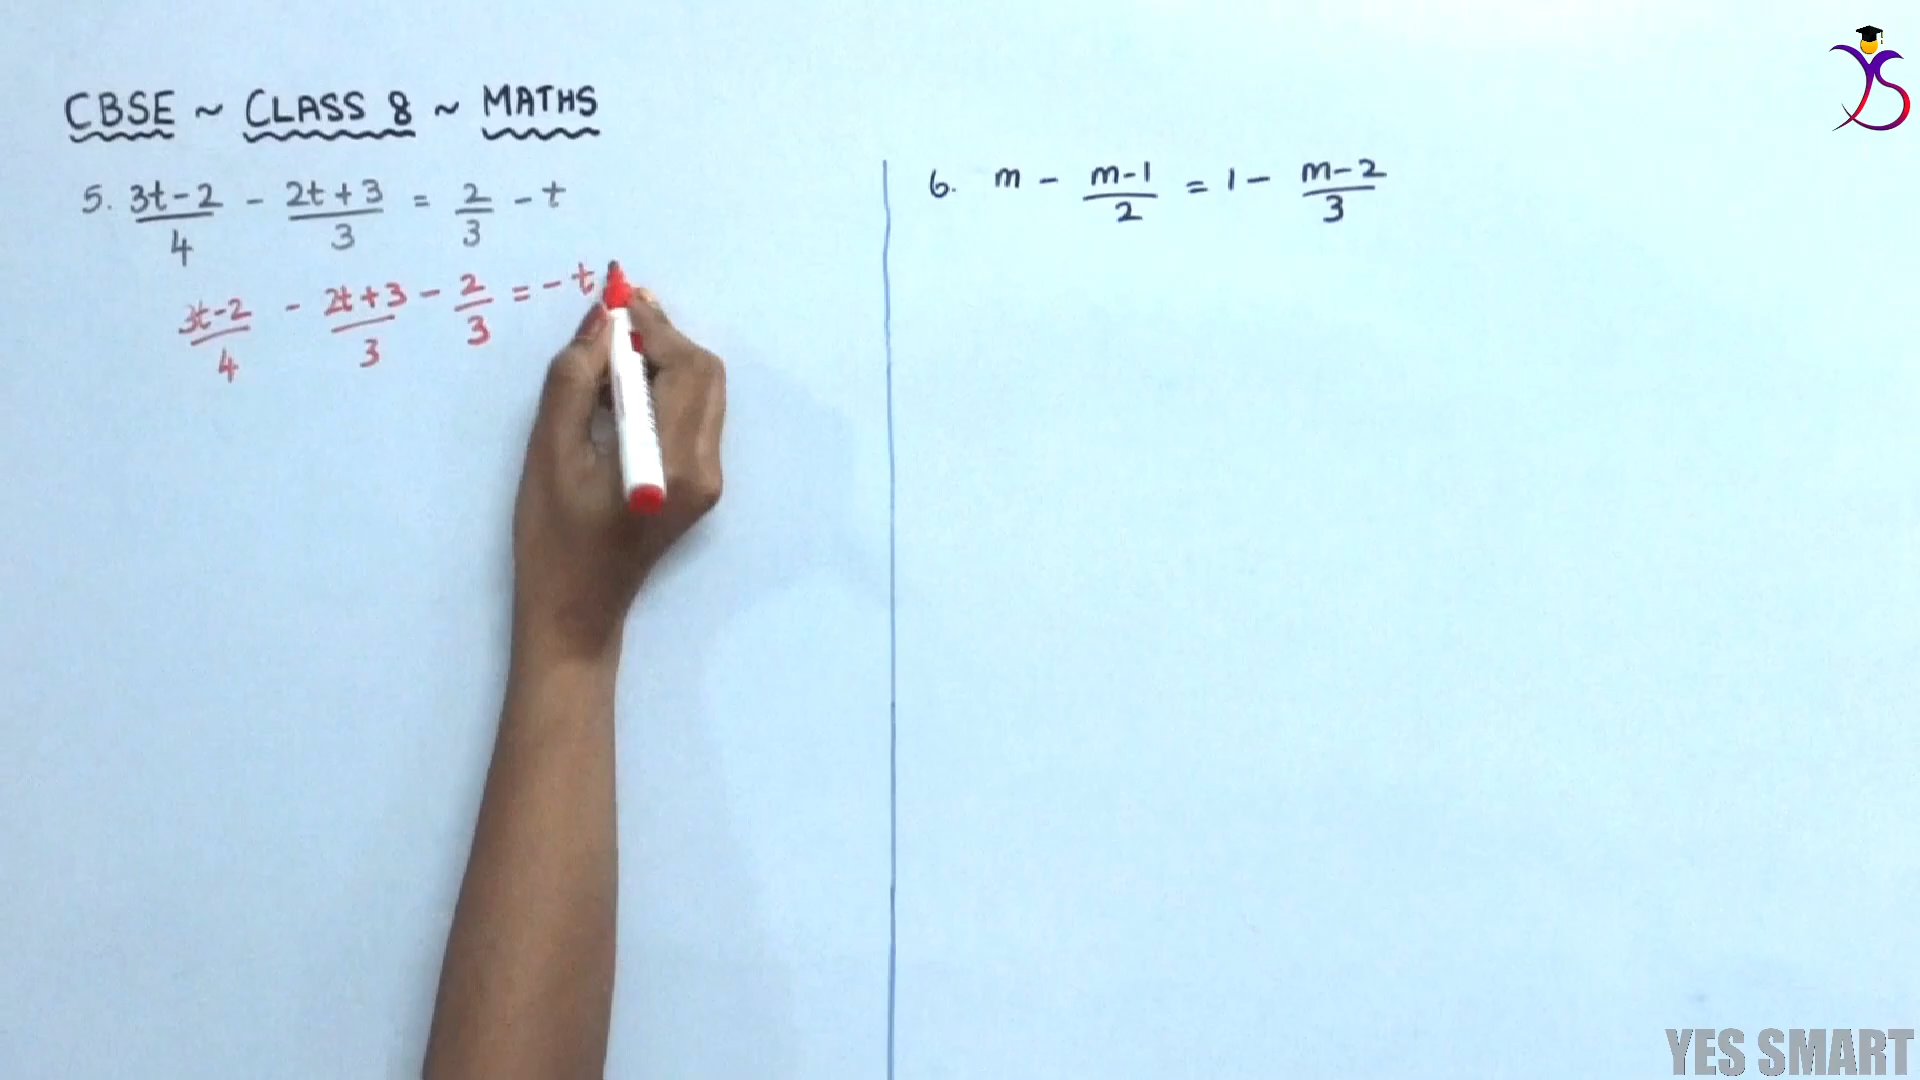 CBSE ~ CLASS 8 ~ MATHS
5. (3t-2)/4 - (2t+3)/3 = 2/3 - t
(3t-2)/4 - (2t+3)/3 - 2/3 = -t
6. m - (m-1)/2 = 1 - (m-2)/3
YS
YES SMART